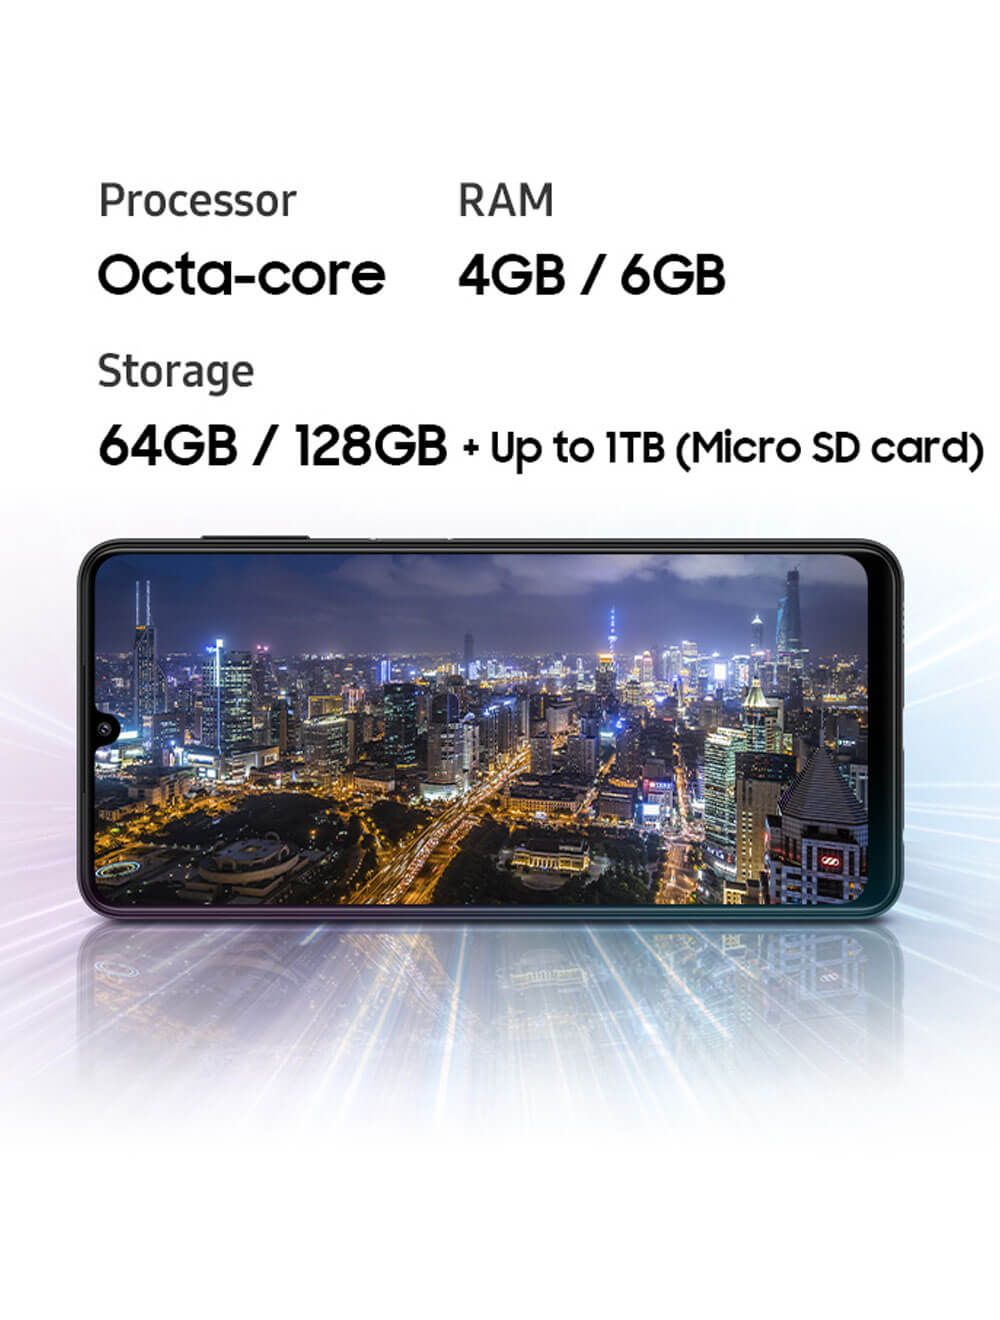 Processor
Octa-core
RAM
4GB / 6GB
Storage
64GB / 128GB + Up to 1TB (Micro SD card)